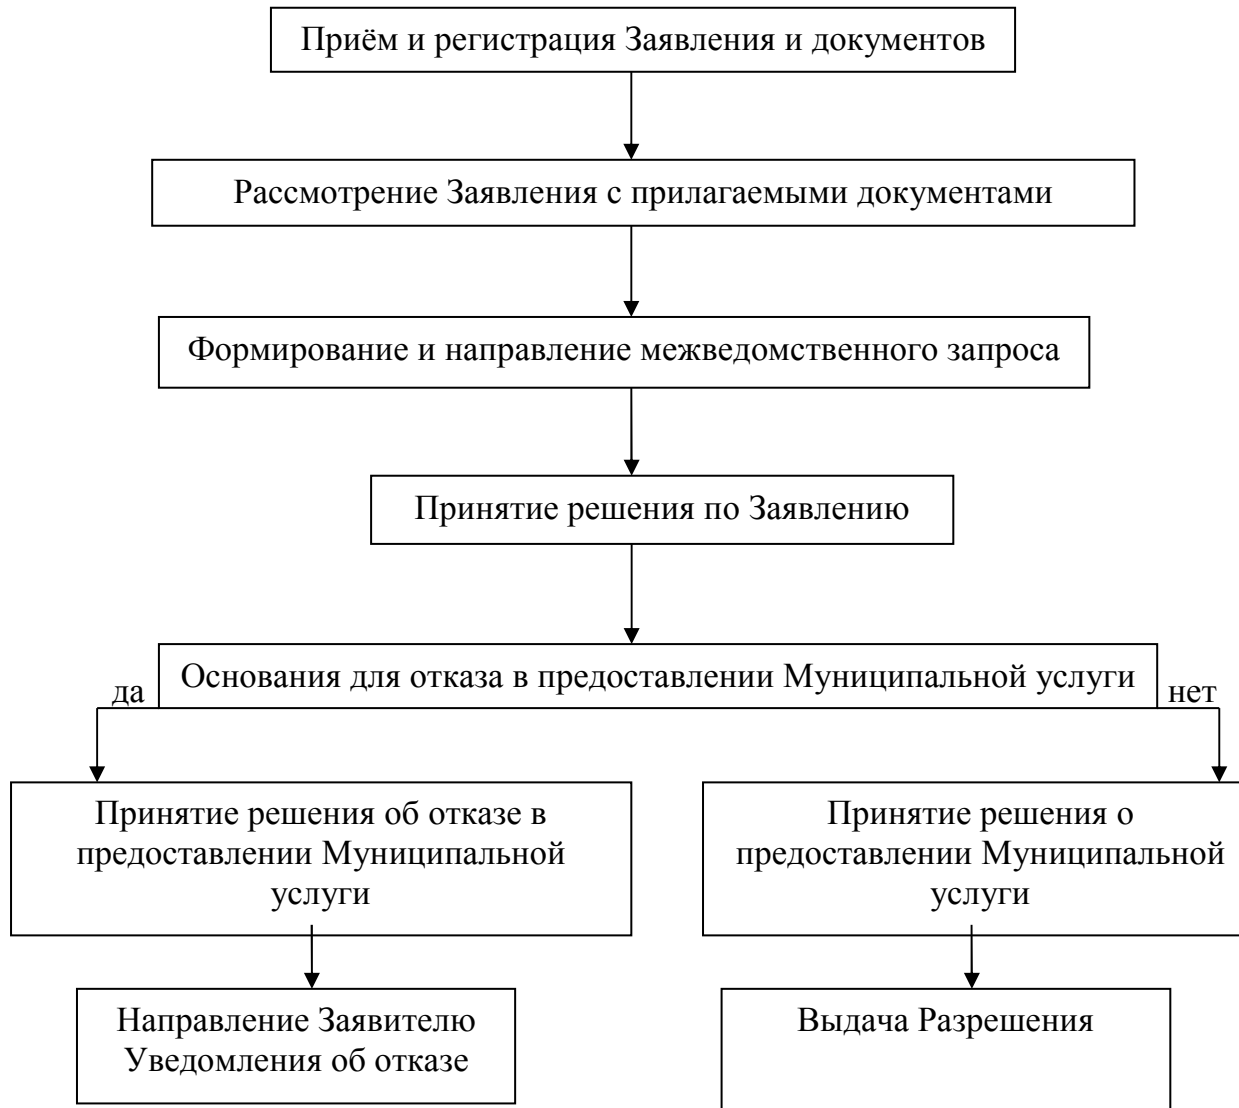 Приём и регистрация Заявления и документов
Рассмотрение Заявления с прилагаемыми документами
Формирование и направление межведомственного запроса
Принятие решения по Заявлению
Основания для отказа в предоставлении Муниципальной услуги
да
нет
Принятие решения об отказе в
предоставлении Муниципальной
услуги
Принятие решения о
предоставлении Муниципальной
услуги
Направление Заявителю
Уведомления об отказе
Выдача Разрешения